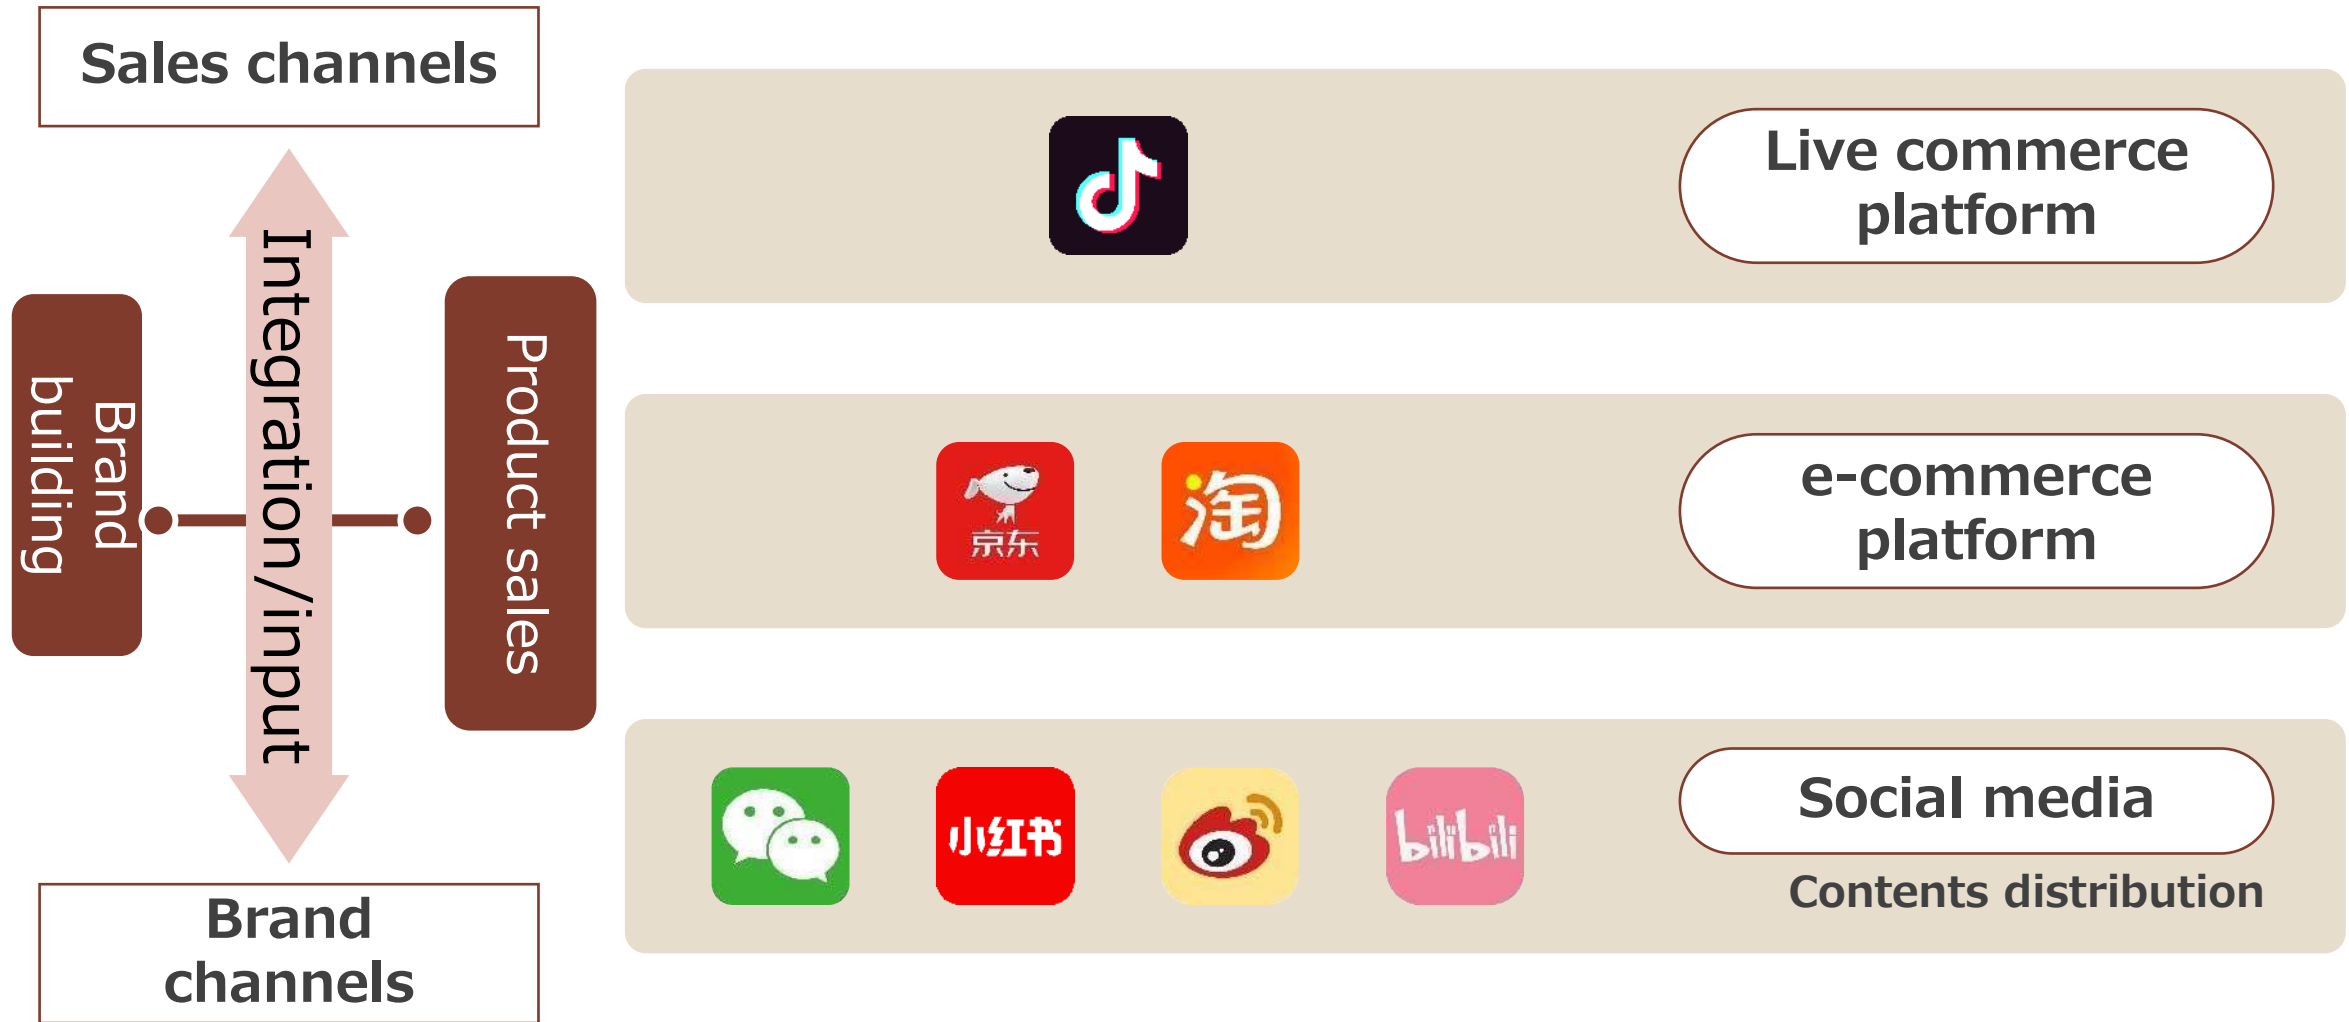 Sales channels
Integration/input
Brand
building
Product sales
Brand
channels
Live commerce
platform
京东
淘
e-commerce
platform
小红书
bilibili
Social media
Contents distribution